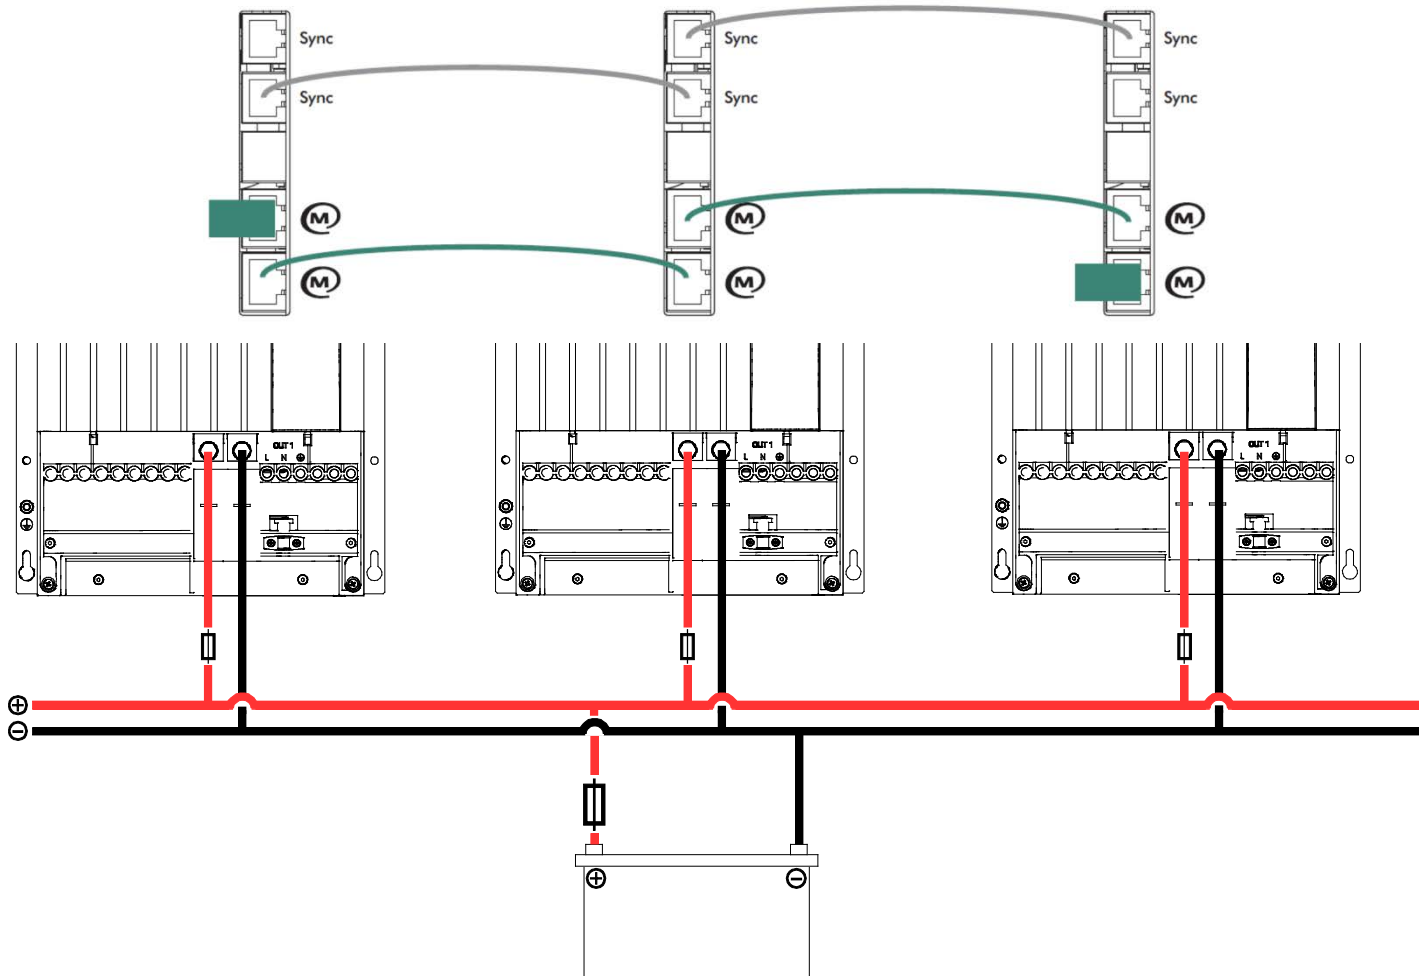 Sync Sync Sync
Sync Sync Sync
M M M
M M M
OUT 1 OUT 1 OUT 1
L N L N L N
+
−
+ −